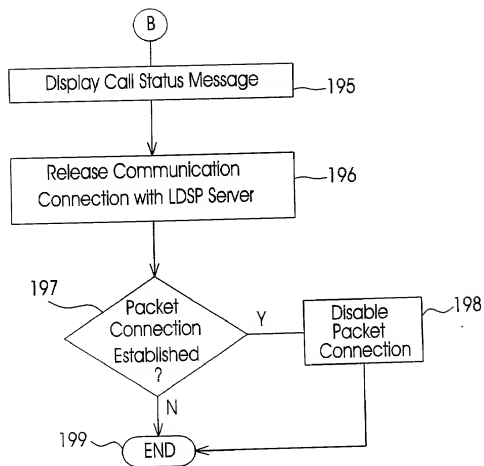 B
Display Call Status Message
195
Release Communication
Connection with LDSP Server
196
197
Packet
Connection
Established
?
Y
Disable
Packet
Connection
198
N
199
END